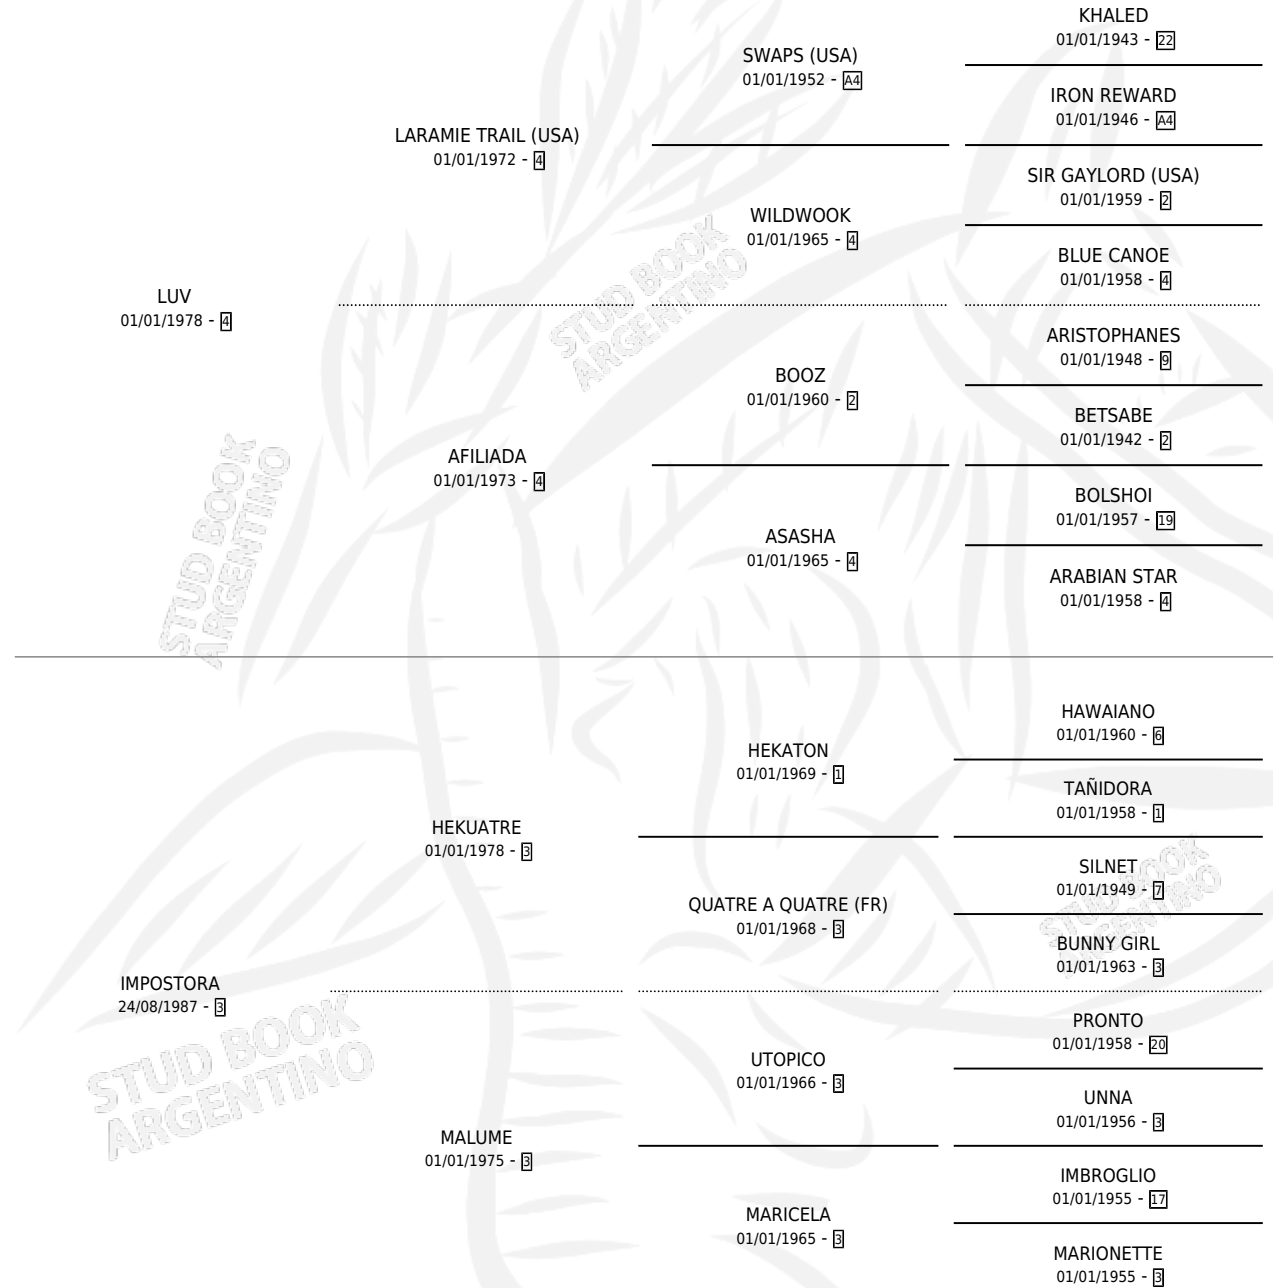 KHALED
01/01/1943 - 22
SWAPS (USA)
01/01/1952 - A4
IRON REWARD
01/01/1946 - A4
LARAMIE TRAIL (USA)
01/01/1972 - 4
SIR GAYLORD (USA)
01/01/1959 - 2
WILDWOOK
01/01/1965 - 4
BLUE CANOE
01/01/1958 - 4
LUV
01/01/1978 - 4
STUD BOOK
ARGENTINO
ARISTOPHANES
01/01/1948 - 9
BOOZ
01/01/1960 - 2
BETSABE
01/01/1942 - 2
AFILIADA
01/01/1973 - 4
BOLSHOI
01/01/1957 - 19
ASASHA
01/01/1965 - 4
ARABIAN STAR
01/01/1958 - 4
STUD BOOK
ARGENTINO
HAWAIANO
01/01/1960 - 6
HEKATON
01/01/1969 - 1
TAÑIDORA
01/01/1958 - 1
HEKUATRE
01/01/1978 - 3
SILNET
01/01/1949 - 7
QUATRE A QUATRE (FR)
01/01/1968 - 3
STUD BOOK
ARGENTINO
BUNNY GIRL
01/01/1963 - 3
IMPOSTORA
24/08/1987 - 3
PRONTO
01/01/1958 - 20
UTOPICO
01/01/1966 - 3
UNNA
01/01/1956 - 3
STUD BOOK
ARGENTINO
MALUME
01/01/1975 - 3
IMBROGLIO
01/01/1955 - 17
MARICELA
01/01/1965 - 3
MARIONETTE
01/01/1955 - 3